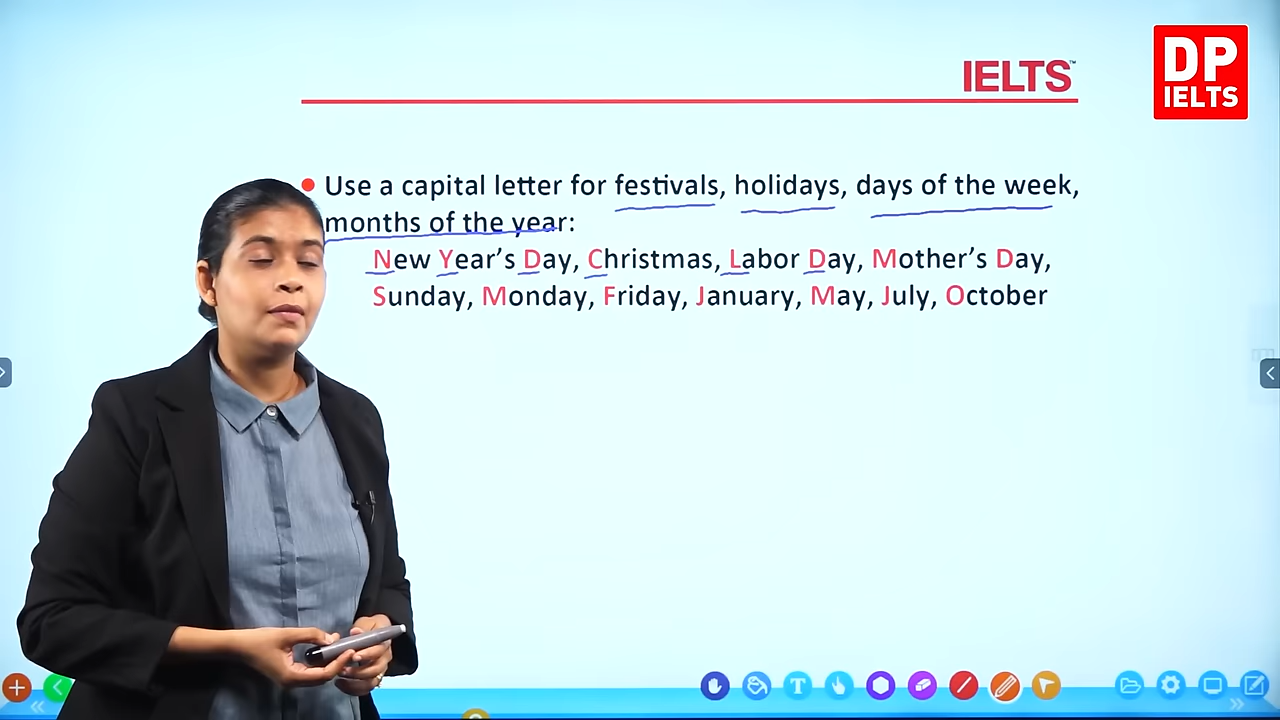 IELTS™
DP
IELTS
Use a capital letter for festivals, holidays, days of the week,
months of the year:
New Year’s Day, Christmas, Labor Day, Mother’s Day,
Sunday, Monday, Friday, January, May, July, October